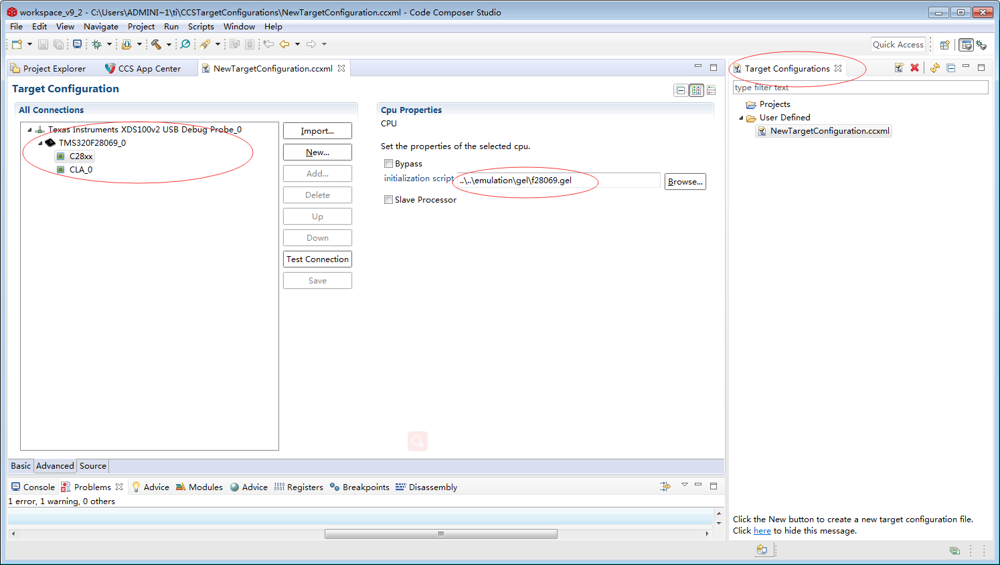 workspace_v9_2 - C:\Users\ADMINI~1\ti\CCSTargetConfigurations\NewTargetConfiguration.ccxml - Code Composer Studio
File Edit View Navigate Project Run Scripts Window Help
Quick Access
Project Explorer CCS App Center NewTargetConfiguration.ccxml
Target Configuration
All Connections
Texas Instruments XDS100v2 USB Debug Probe_0
TMS320F28069_0
C28xx
CLA_0
Import...
New...
Add...
Delete
Up
Down
Test Connection
Save
Cpu Properties
CPU
Set the properties of the selected cpu.
Bypass
initialization script ..\..\emulation\gel\f28069.gel Browse...
Slave Processor
Basic Advanced Source
Console Problems Advice Modules Advice Registers Breakpoints Disassembly
1 error, 1 warning, 0 others
Target Configurations
type filter text
Projects
User Defined
NewTargetConfiguration.ccxml
Click the New button to create a new target configuration file.
Click here to hide this message.